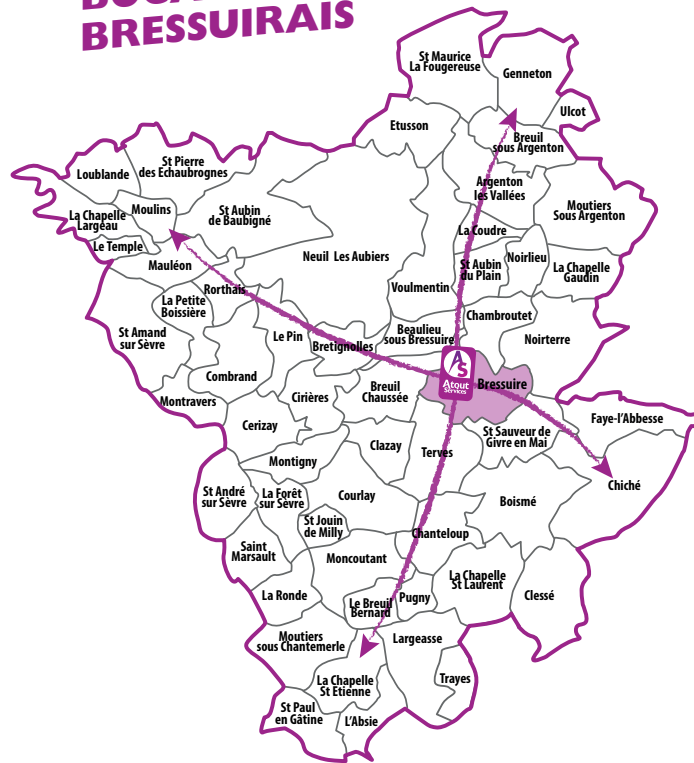 BRESSUIRAIS
St Maurice
La Fougereuse
Genneton
Ulcot
Etusson
Breuil
sous Argenton
St Pierre
des Echaubrognes
Loublande
Argenton
les Vallées
Moulins
St Aubin
de Baubigné
Moutiers
Sous Argenton
La Chapelle
Largeau
La Coudre
Le Temple
Neuil Les Aubiers
Noirlieu
Mauléon
St Aubin
du Plain
La Chapelle
Gaudin
Rorthais
Voulmentin
La Petite
Boissière
Chambroutet
St Amand
sur Sèvre
Le Pin
Bretignolles
Beaulieu
sous Bressuire
Noirterre
Combrand
AS
Atout
Services
Bressuire
Montravers
Cirières
Breuil
Chaussée
Faye-l'Abbesse
Cerizay
St Sauveur de
Givre en Mai
Clazay
Terves
Montigny
Chiché
St André
sur Sèvre
La Forêt
sur Sèvre
Courlay
Boismé
St Jouin
de Milly
Chanteloup
Saint
Marsault
Moncoutant
La Chapelle
St Laurent
Clessé
La Ronde
Le Breuil
Bernard
Pugny
Moutiers
sous Chantemerle
Largeasse
La Chapelle
St Etienne
Trayes
St Paul
en Gâtine
L'Absie